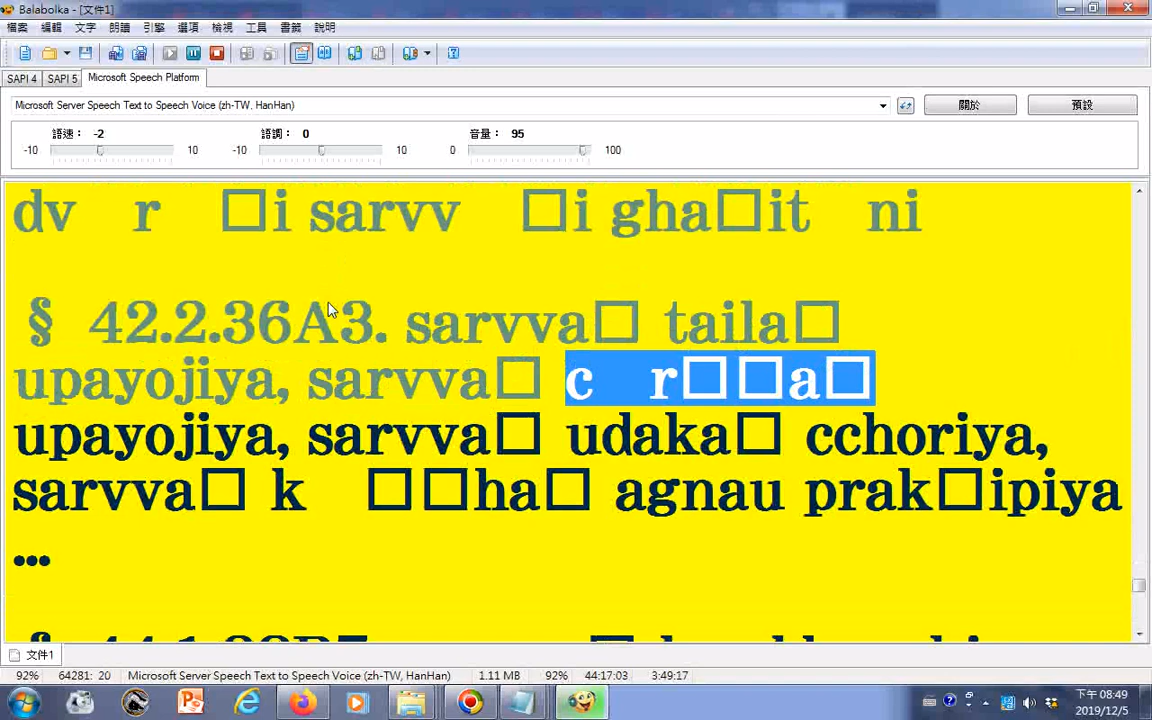 Balabolka - [文件1]
檔案 編輯 文字 朗讀 引擎 選項 檢視 工具 書籤 說明
SAPI 4 SAPI 5 Microsoft Speech Platform
Microsoft Server Speech Text to Speech Voice (zh-TW, HanHan) 關於 預設
語速： -2 語調： 0 音量： 95
-10 10 -10 10 0 100
dv r □i sarvv □i gha□it ni
§ 42.2.36A3. sarvva□ taila□
upayojiya, sarvva□ c r□□a□
upayojiya, sarvva□ udaka□ cchoriya,
sarvva□ k □□ha□ agnau prak□ipiya
...
文件1
92% 64281: 20 Microsoft Server Speech Text to Speech Voice (zh-TW, HanHan) 1.11 MB 92% 44:17:03 3:49:17
下午 08:49
2019/12/5